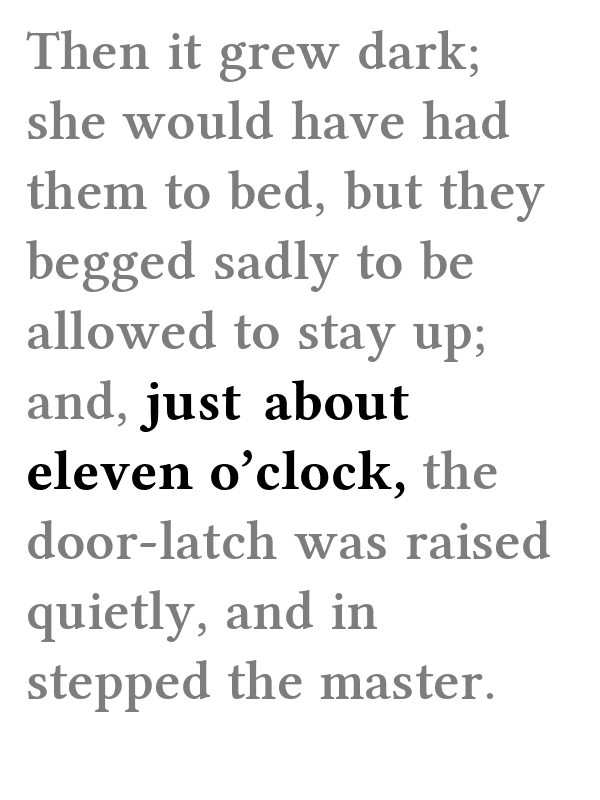 Then it grew dark;
she would have had
them to bed, but they
begged sadly to be
allowed to stay up;
and, just about
eleven o’clock, the
door-latch was raised
quietly, and in
stepped the master.